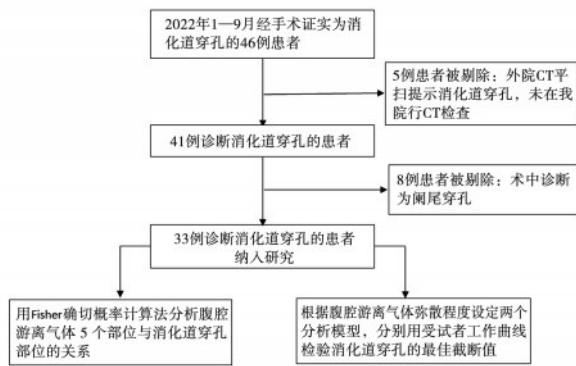 2022年1—9月经手术证实为消
化道穿孔的46例患者
5例患者被剔除：外院CT平
扫提示消化道穿孔，未在我
院行CT检查
41例诊断消化道穿孔的患者
8例患者被剔除：术中诊断
为阑尾穿孔
33例诊断消化道穿孔的患者
纳入研究
用Fisher确切概率计算法分析腹腔
游离气体 5 个部位与消化道穿孔
部位的关系
根据腹腔游离气体弥散程度设定两个
分析模型，分别用受试者工作曲线
检验消化道穿孔的最佳截断值